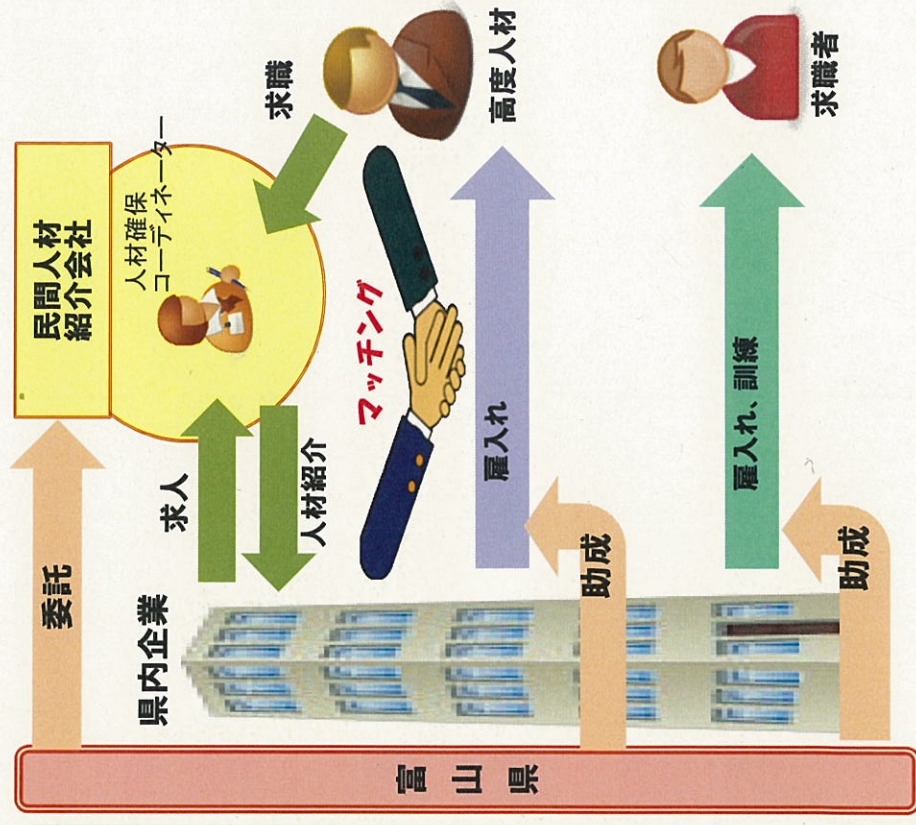 富山県
委託
民間人材
紹介会社
人材確保
コーディネーター
県内企業
求人
人材紹介
求職
高度人材
マッチング
雇入れ
助成
雇入れ、訓練
助成
求職者